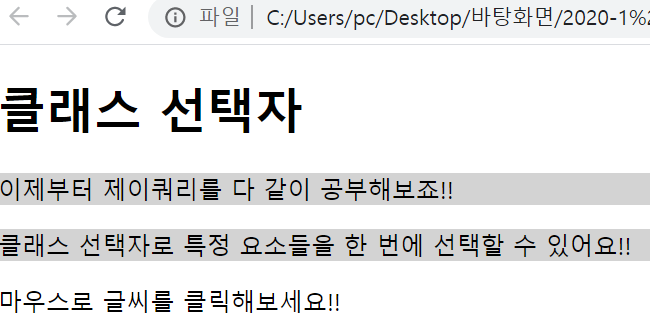 파일 | C:/Users/pc/Desktop/바탕화면/2020-1%
클래스 선택자
이제부터 제이쿼리를 다 같이 공부해보죠!!
클래스 선택자로 특정 요소들을 한 번에 선택할 수 있어요!!
마우스로 글씨를 클릭해보세요!!